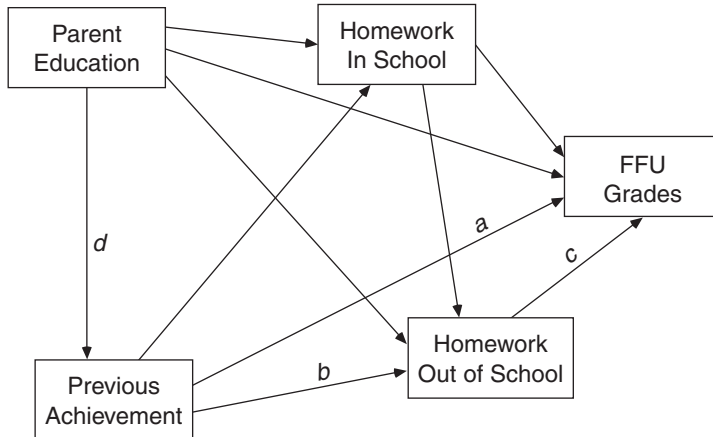 Parent
Education
Homework
In School
FFU
Grades
d
a
c
b
Homework
Out of School
Previous
Achievement